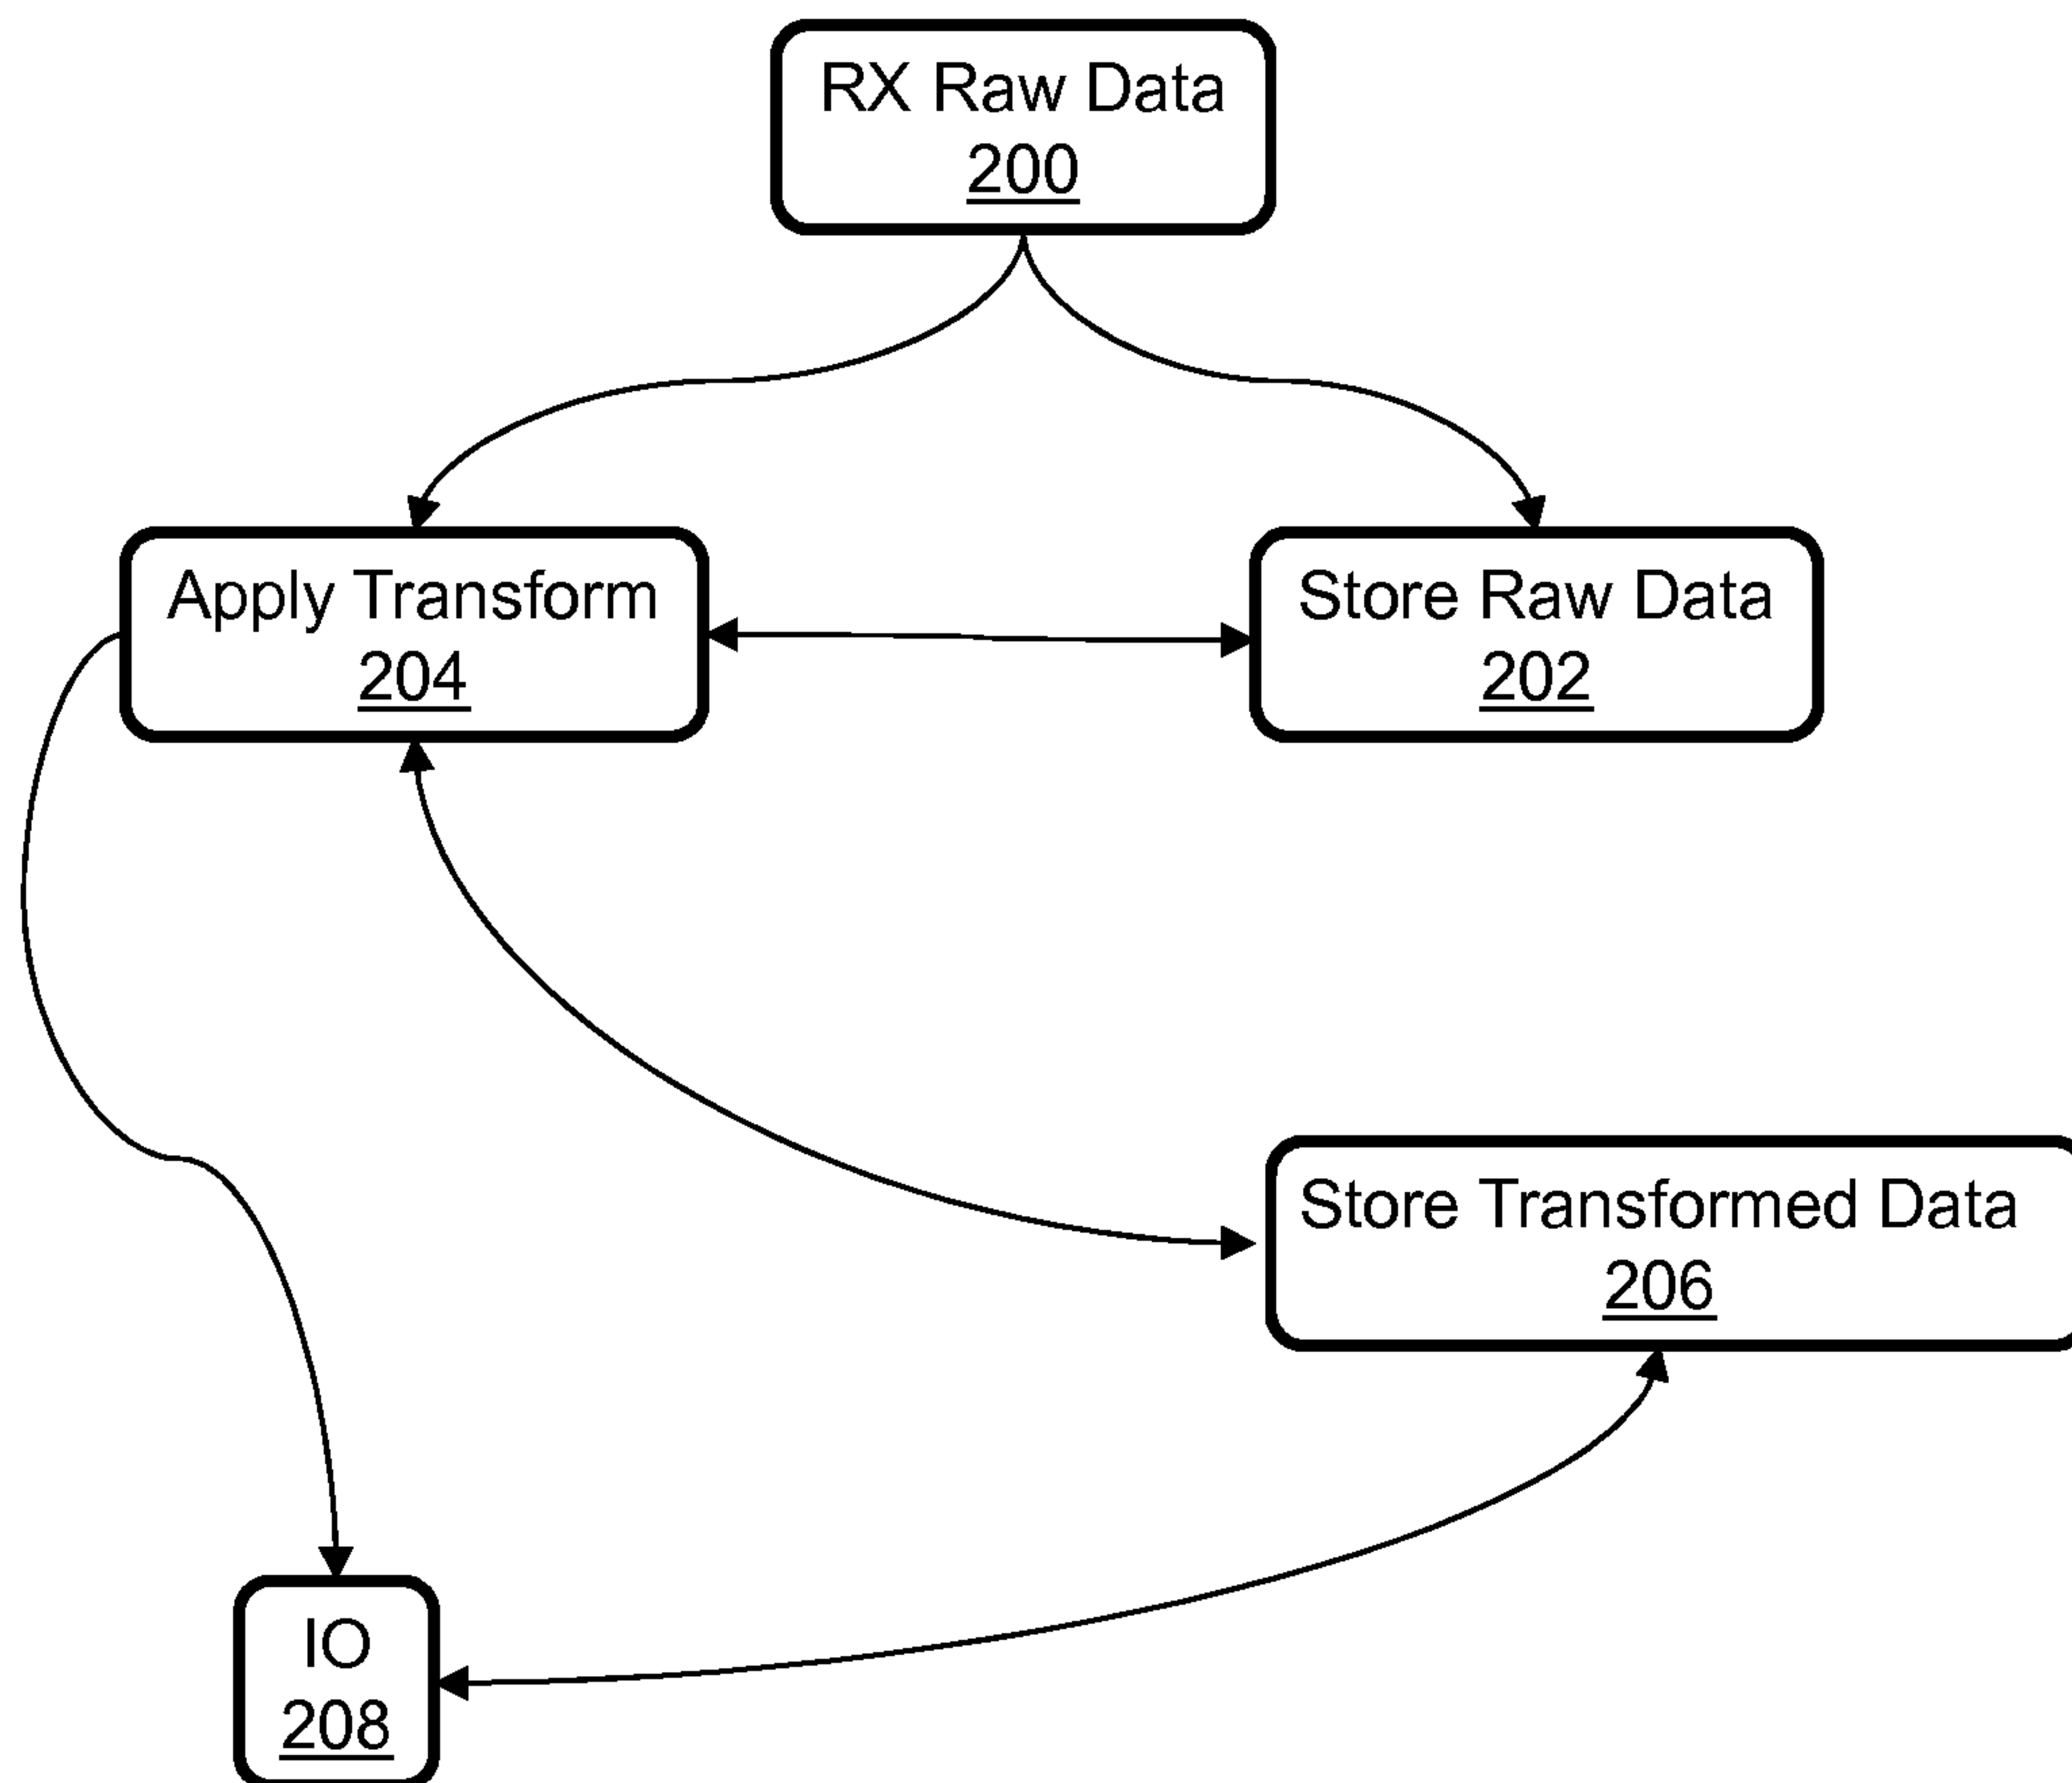 RX Raw Data
200
Apply Transform
204
Store Raw Data
202
Store Transformed Data
206
IO
208